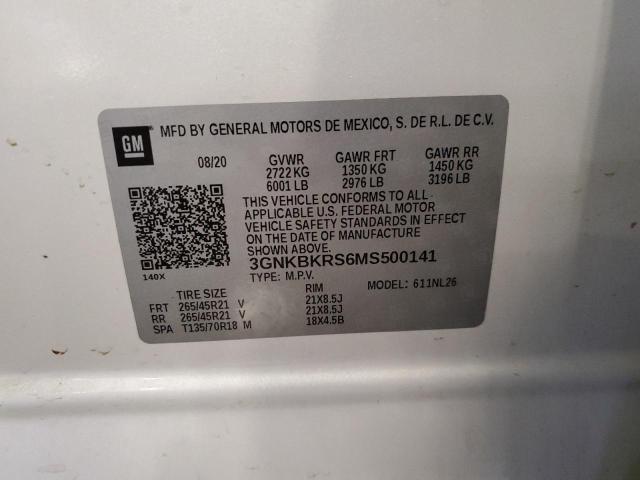 GM MFD BY GENERAL MOTORS DE MEXICO, S. DE R.L. DE C.V.
08/20 GVWR GAWR FRT GAWR RR
2722 KG 1350 KG 1450 KG
6001 LB 2976 LB 3196 LB
THIS VEHICLE CONFORMS TO ALL
APPLICABLE U.S. FEDERAL MOTOR
VEHICLE SAFETY STANDARDS IN EFFECT
ON THE DATE OF MANUFACTURE
SHOWN ABOVE.
140X 3GNKBKRS6MS500141
TYPE: M.P.V. MODEL: 611NL26
TIRE SIZE RIM
FRT 265/45R21 V 21X8.5J
RR 265/45R21 V 21X8.5J
SPA T135/70R18 M 18X4.5B